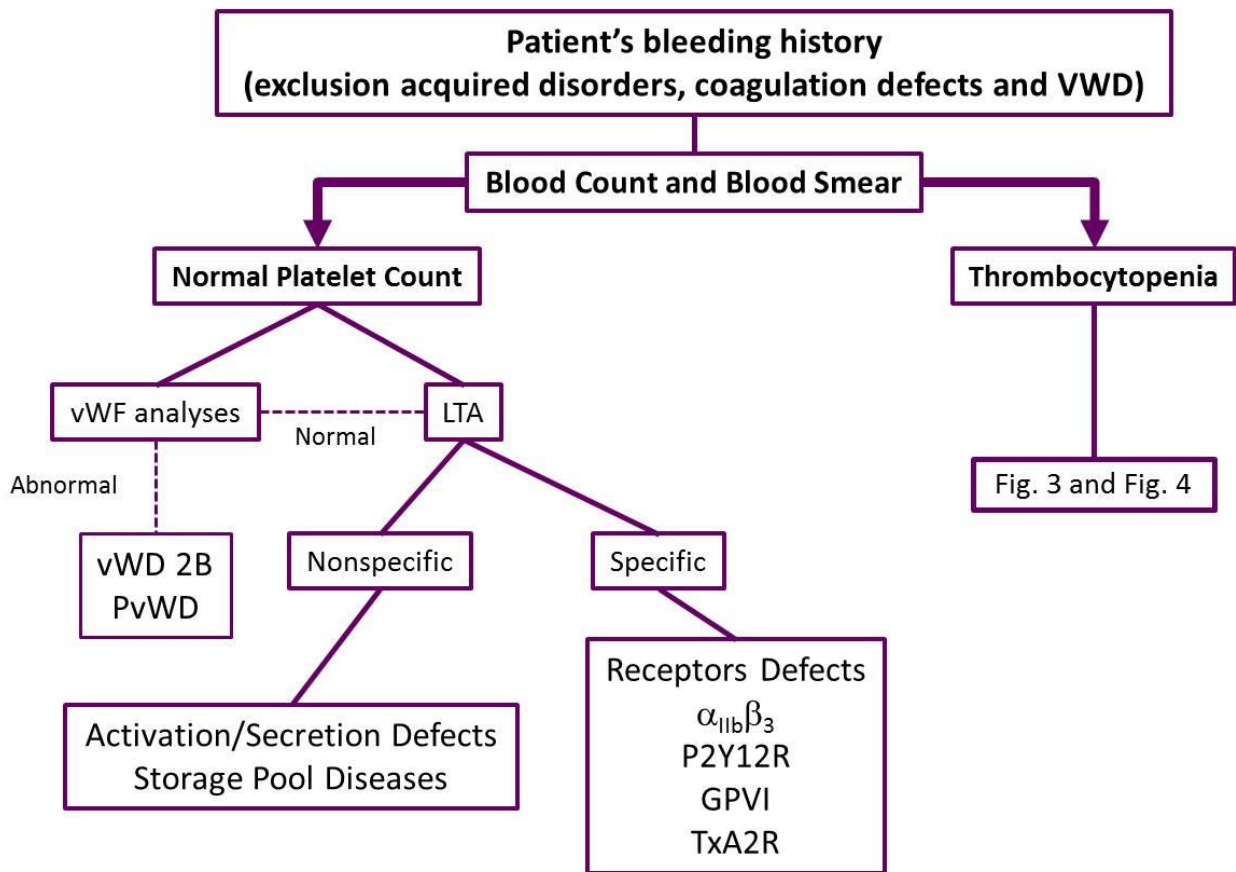 Patient's bleeding history
(exclusion acquired disorders, coagulation defects and VWD)
Blood Count and Blood Smear
Normal Platelet Count
Thrombocytopenia
vWF analyses
Normal
LTA
Abnormal
Fig. 3 and Fig. 4
vWD 2B
PvWD
Nonspecific
Specific
Activation/Secretion Defects
Storage Pool Diseases
Receptors Defects
αIIbβ3
P2Y12R
GPVI
TxA2R